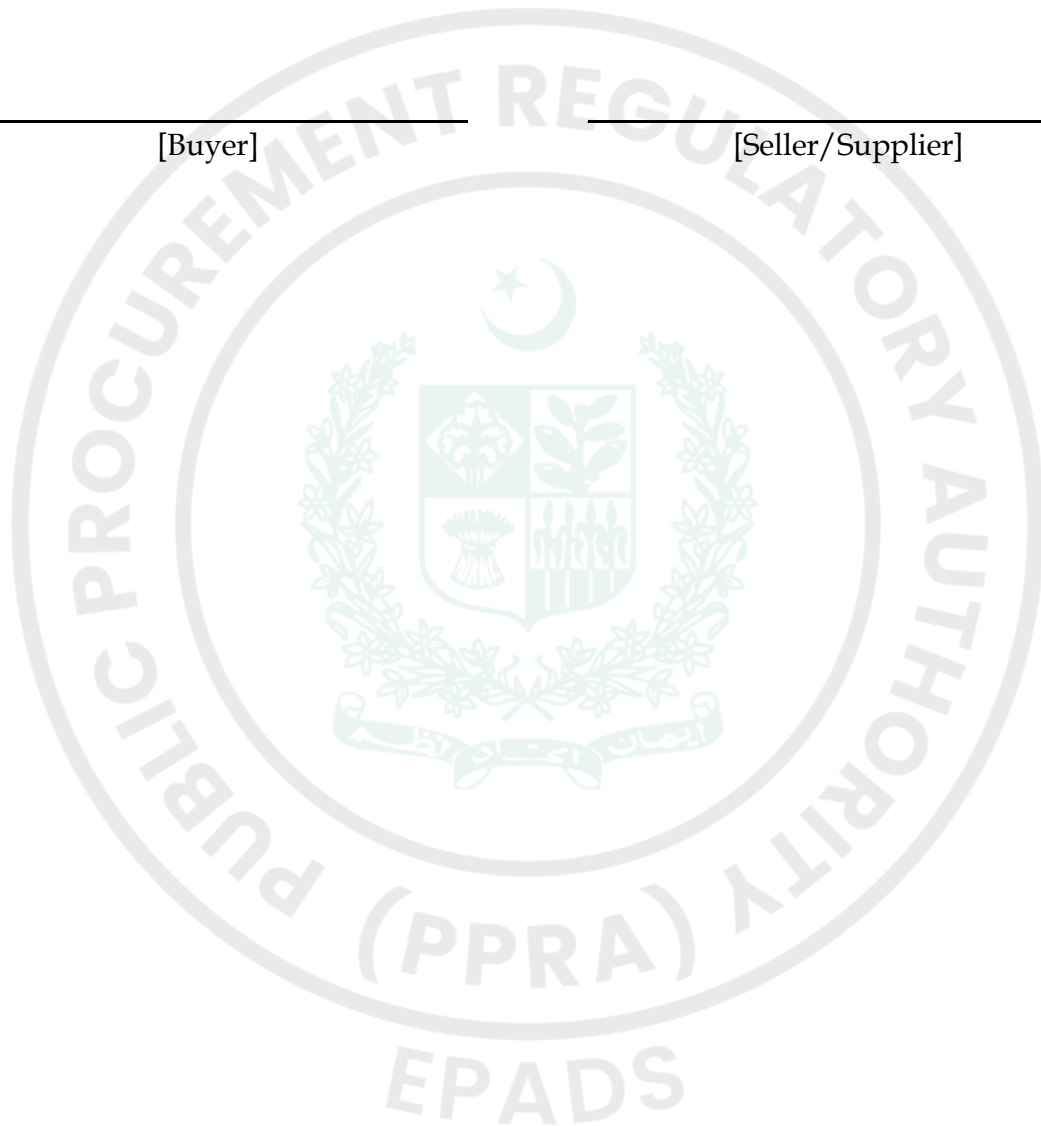 [Buyer] [Seller/Supplier]
PUBLIC PROCUREMENT REGULATORY AUTHORITY
(PPRA)
EPADS